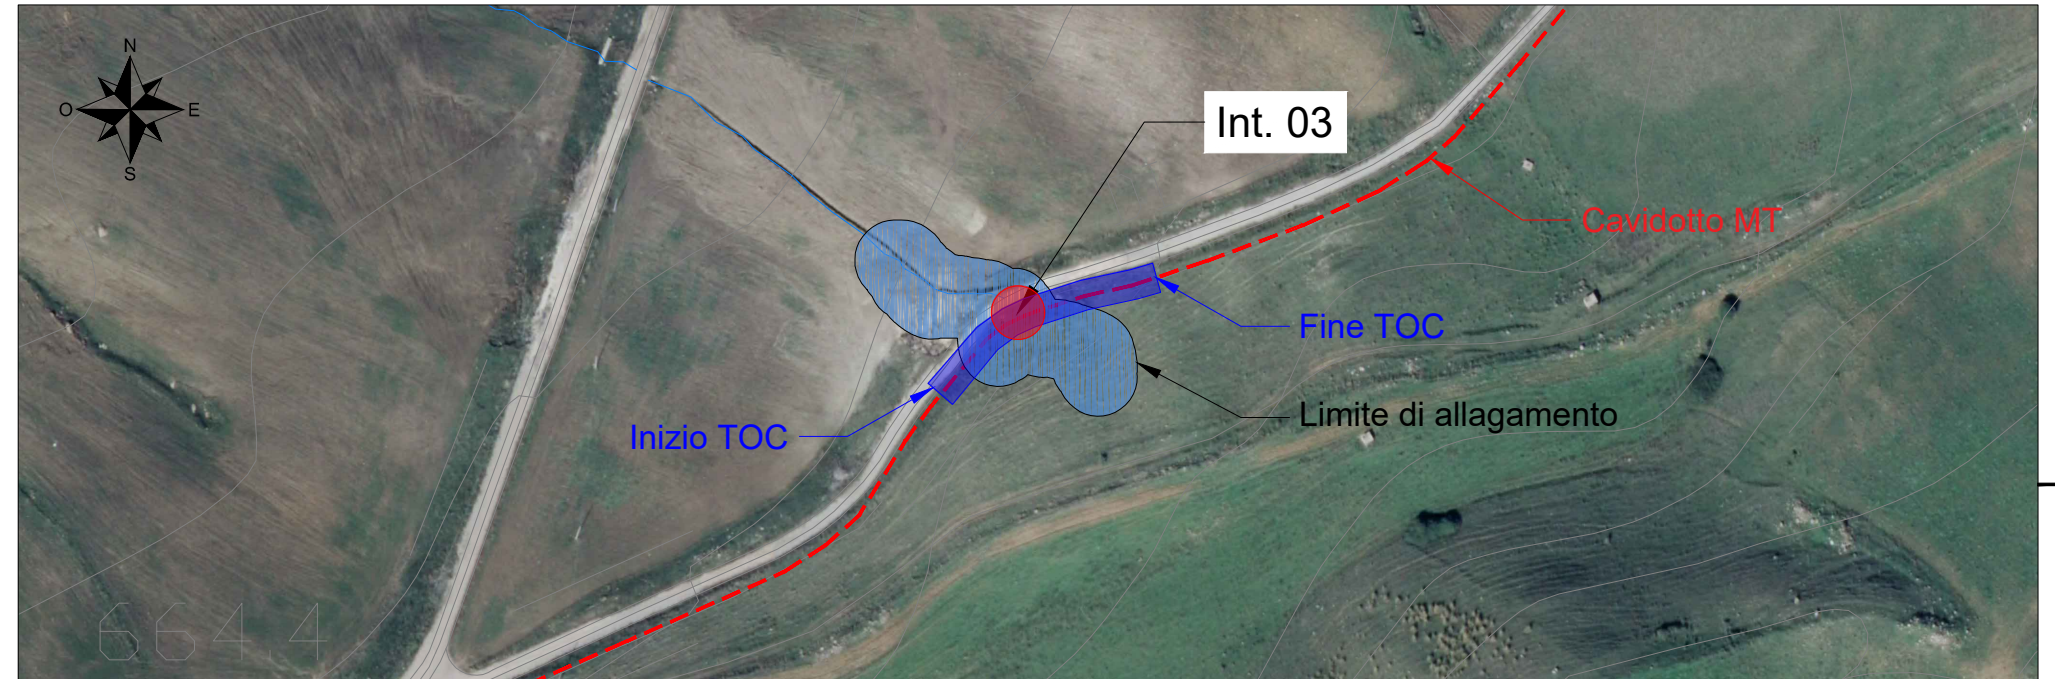 N
O
E
S
Int. 03
Cavidotto MT
Fine TOC
Limite di allagamento
Inizio TOC
664.4